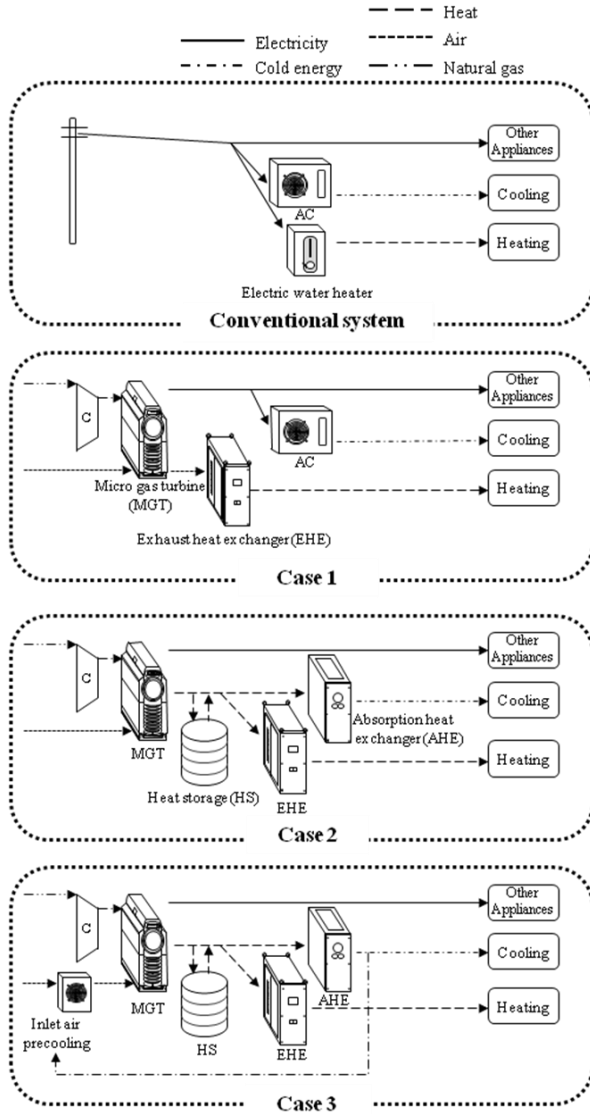 Heat
Electricity
Air
Cold energy
Natural gas
Other
Appliances
AC
Cooling
Heating
Electric water heater
Conventional system
C
Other
Appliances
AC
Cooling
Micro gas turbine
(MGT)
Heating
Exhaust heat exchanger (EHE)
Case 1
C
Other
Appliances
Cooling
Absorption heat
exchanger (AHE)
MGT
Heating
Heat storage (HS)
EHE
Case 2
C
Other
Appliances
Cooling
AHE
MGT
Heating
Inlet air
precooling
HS
EHE
Case 3